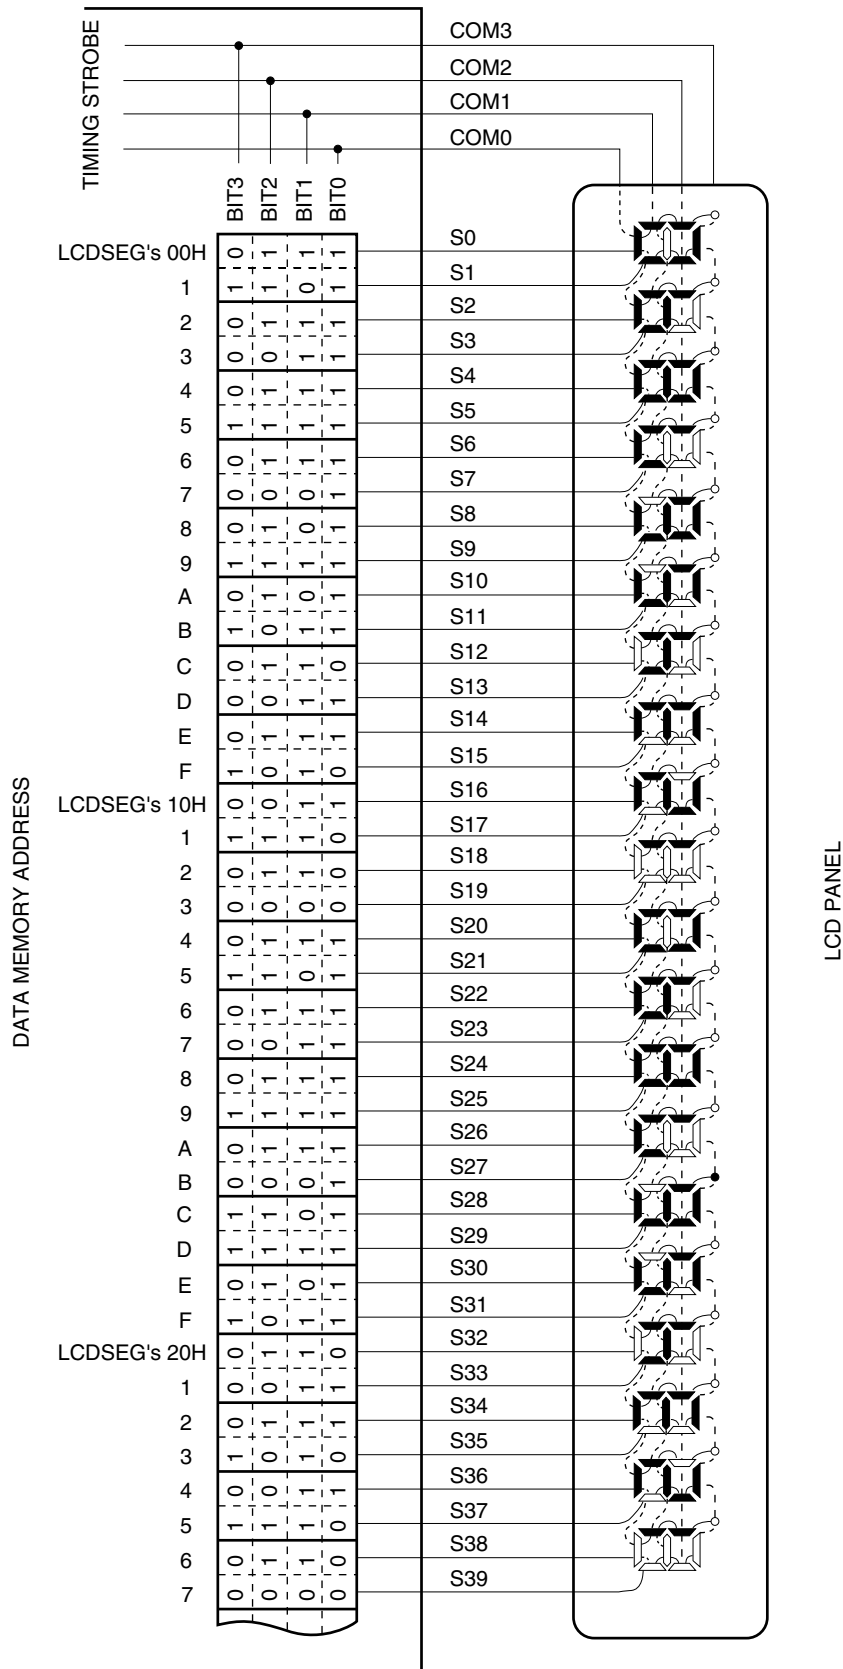 TIMING STROBE
COM3
COM2
COM1
COM0
BIT3 BIT2 BIT1 BIT0
LCDSEG's 00H 0 1 1 1 S0
1 1 1 0 1 S1
2 0 1 1 1 S2
3 0 0 1 1 S3
4 0 1 1 1 S4
5 1 1 1 1 S5
6 0 1 1 1 S6
7 0 0 0 1 S7
8 0 1 0 1 S8
9 1 1 1 1 S9
A 0 1 0 1 S10
B 1 0 1 1 S11
C 0 1 1 0 S12
D 0 0 1 1 S13
E 0 1 1 1 S14
F 1 0 1 0 S15
LCDSEG's 10H 0 0 1 1 S16
1 1 1 1 0 S17
2 0 1 1 0 S18
3 0 0 0 0 S19
4 0 1 1 1 S20
5 1 1 0 1 S21
6 0 1 1 1 S22
7 0 0 1 1 S23
8 0 1 1 1 S24
9 1 1 1 1 S25
A 0 1 1 1 S26
B 0 0 0 1 S27
C 1 1 0 1 S28
D 1 1 1 1 S29
E 0 1 0 1 S30
F 1 0 1 1 S31
LCDSEG's 20H 0 1 1 0 S32
1 0 0 1 1 S33
2 0 1 1 1 S34
3 1 0 1 0 S35
4 0 0 1 1 S36
5 1 1 1 0 S37
6 0 1 1 0 S38
7 0 0 0 0 S39
DATA MEMORY ADDRESS
LCD PANEL